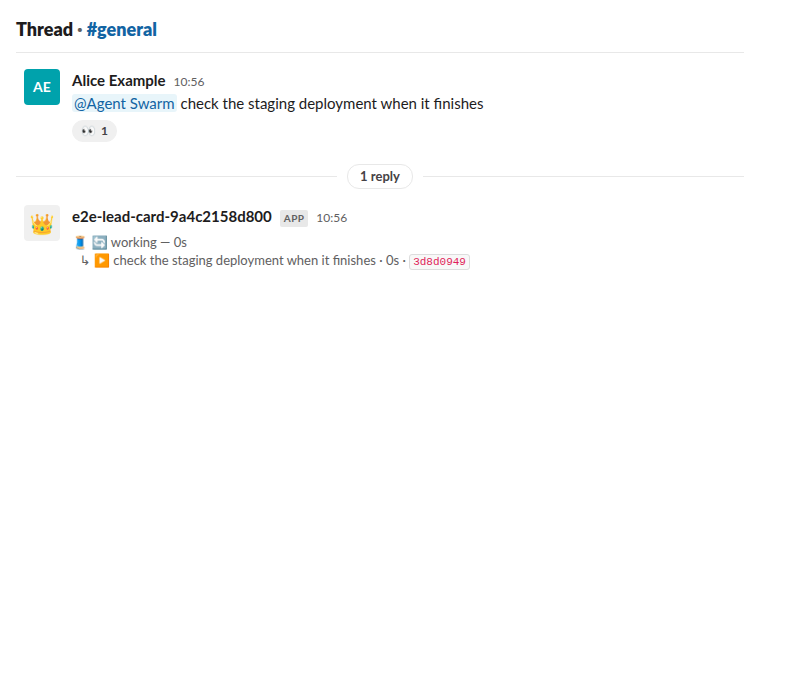 Thread • #general
AE
Alice Example 10:56
@Agent Swarm check the staging deployment when it finishes
👀 1
1 reply
e2e-lead-card-9a4c2158d800 APP 10:56
🧵 🔄 working — 0s
↳ ▶️ check the staging deployment when it finishes · 0s · 3d8d0949